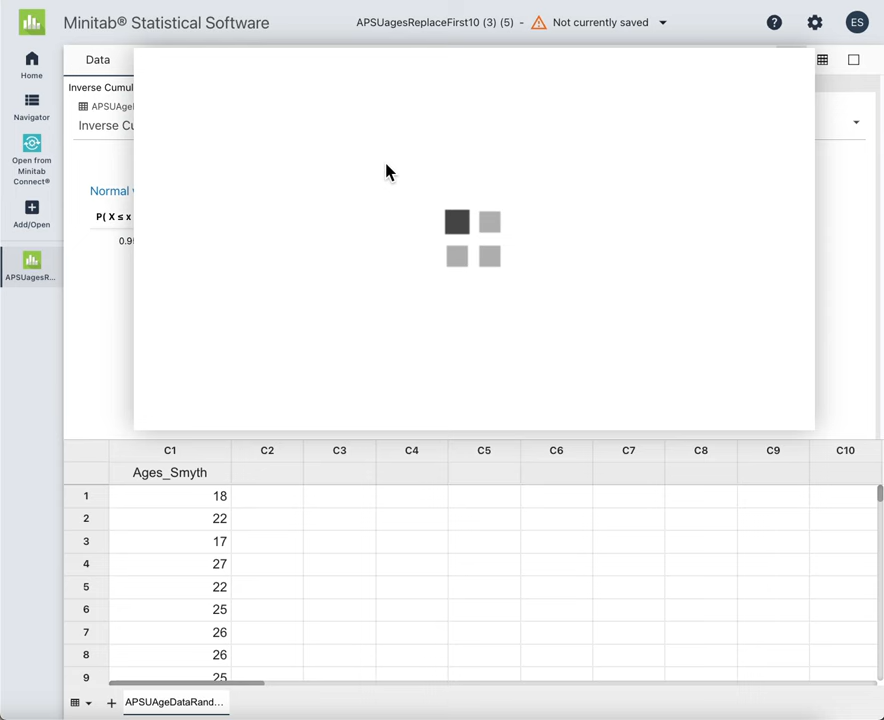 Minitab® Statistical Software
APSUagesReplaceFirst10 (3) (5) - Not currently saved
ES
Home
Navigator
Open from
Minitab
Connect®
Add/Open
APSUagesR...
Data
Inverse Cumul
APSUAge
Inverse Cu
Normal
P( X ≤ x
C1 C2 C3 C4 C5 C6 C7 C8 C9 C10
Ages_Smyth
1 18
2 22
3 17
4 27
5 22
6 25
7 26
8 26
9 25
APSUAgeDataRand...